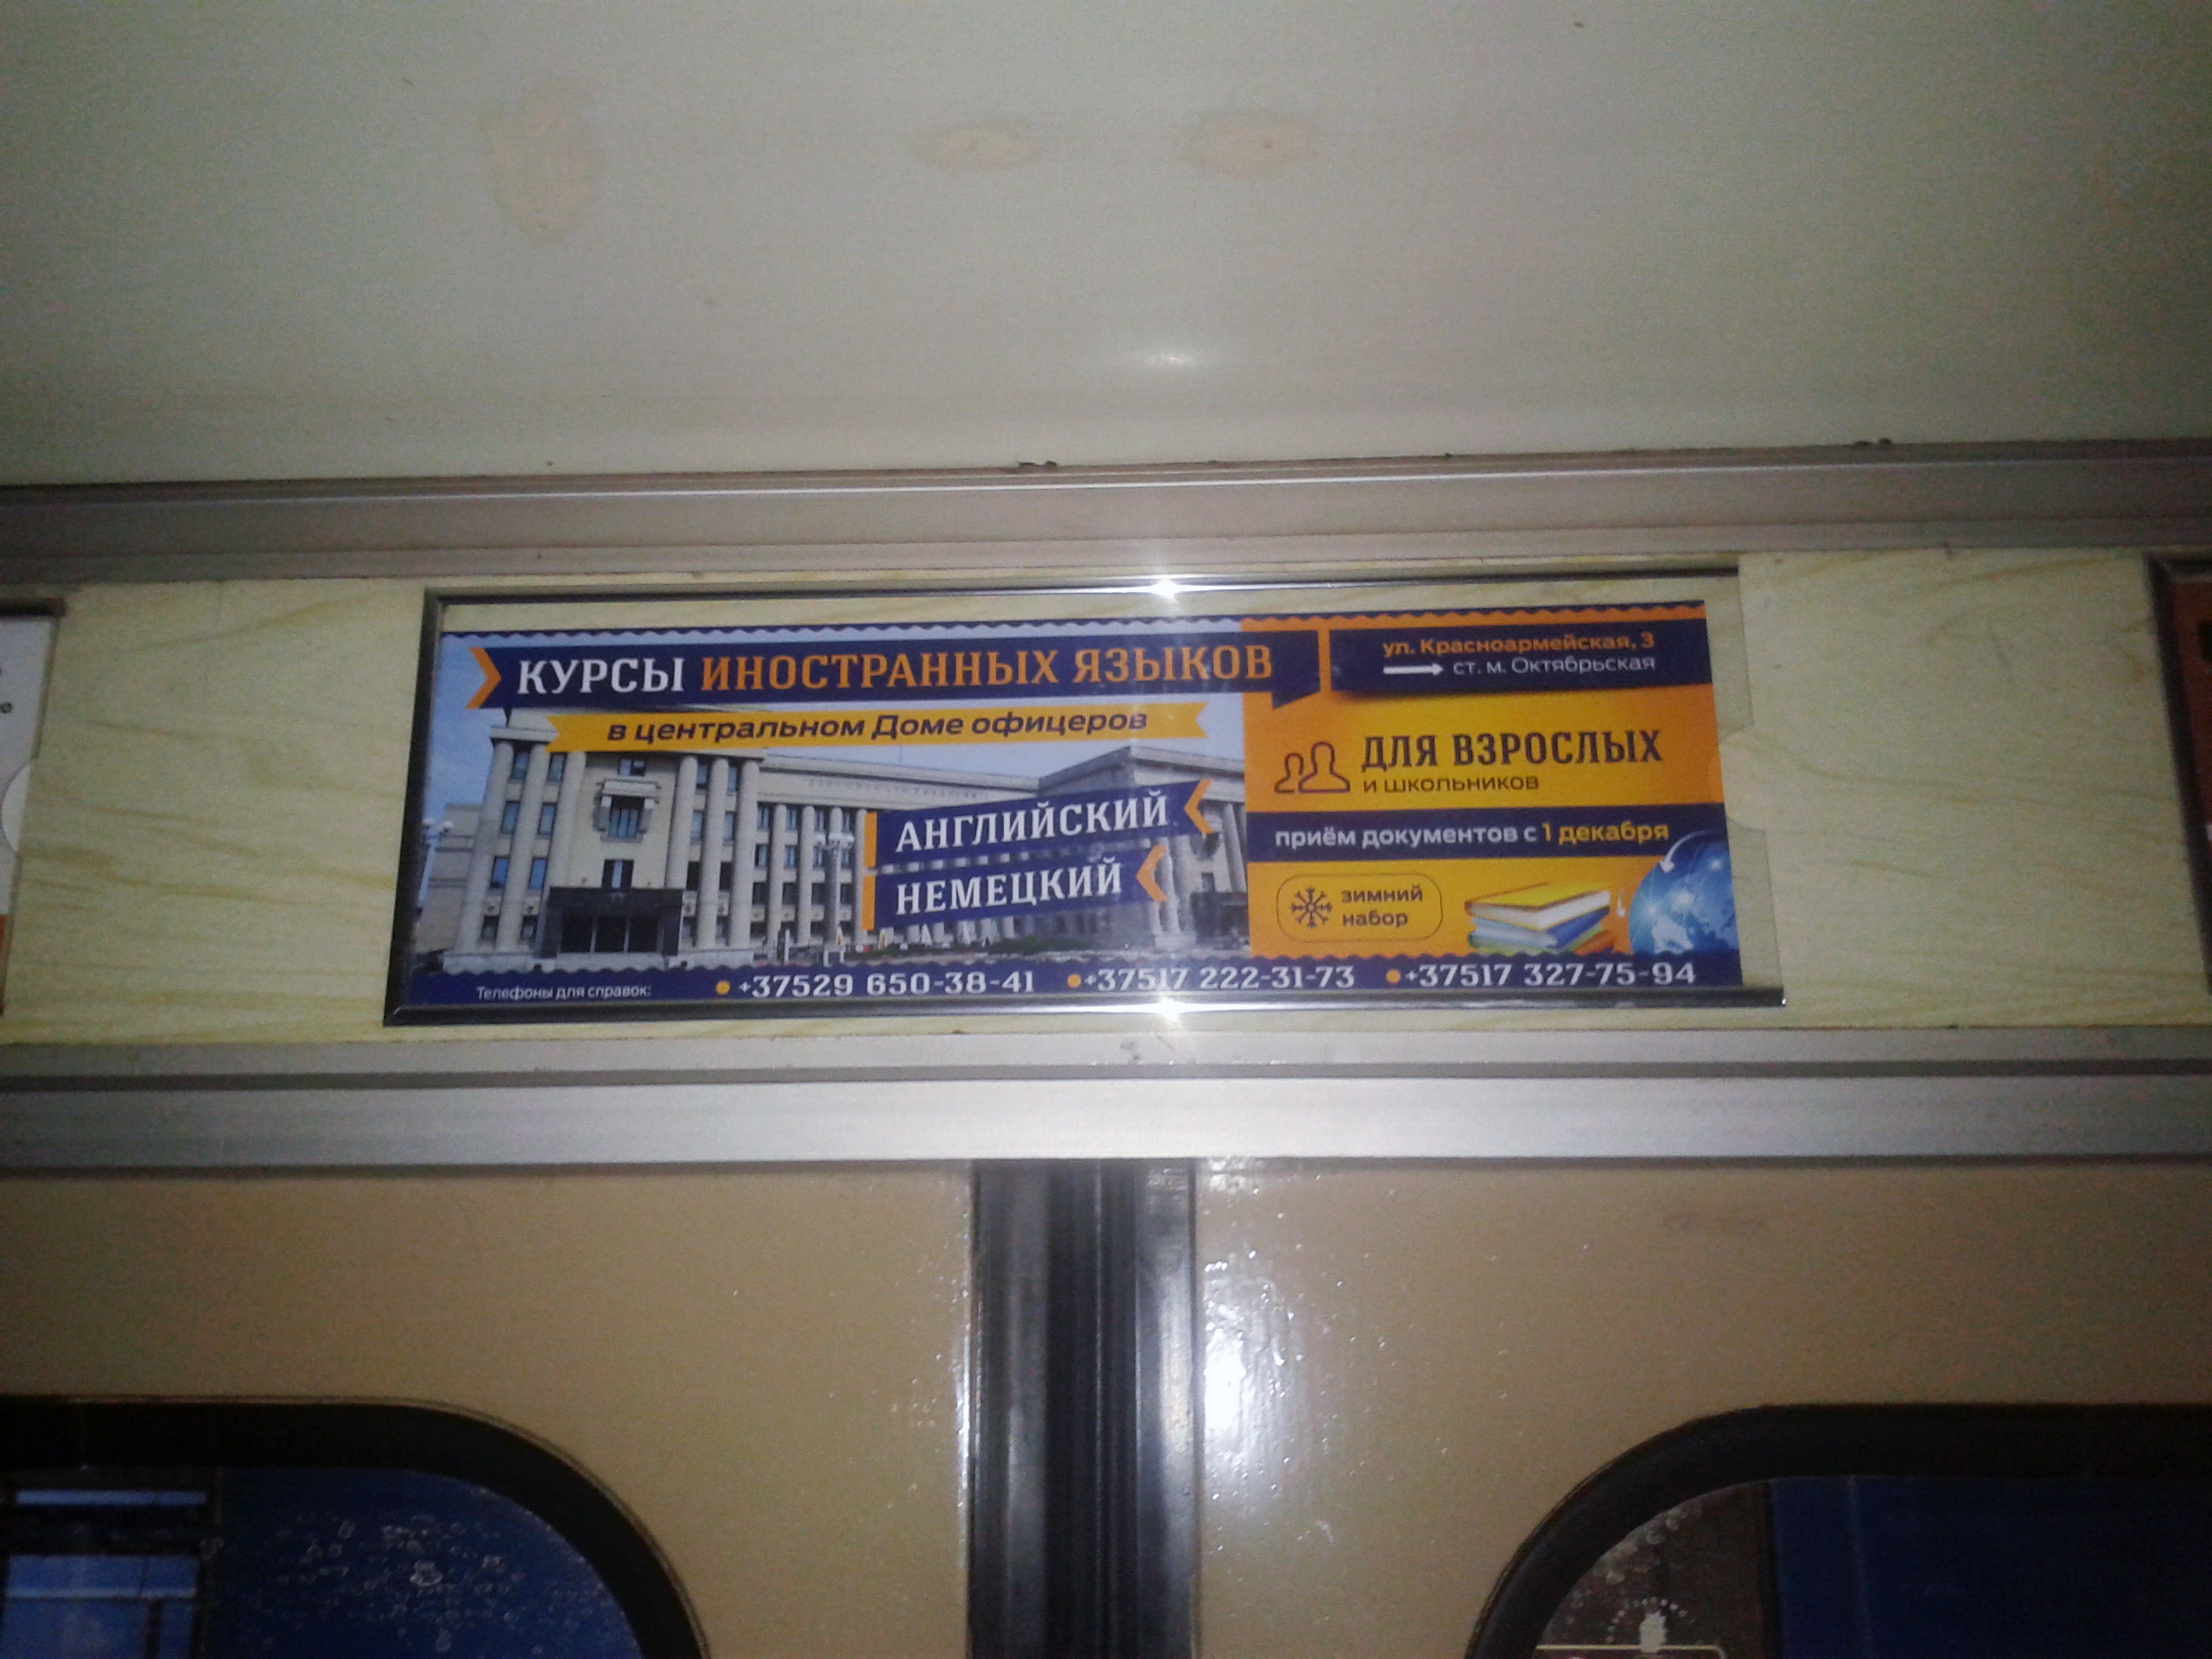 КУРСЫ ИНОСТРАННЫХ ЯЗЫКОВ
в центральном Доме офицеров
АНГЛИЙСКИЙ
НЕМЕЦКИЙ
ул. Красноармейская, 3
ст. м. Октябрьская
ДЛЯ ВЗРОСЛЫХ
и школьников
приём документов с 1 декабря
зимний
набор
Телефоны для справок: +37529 650-38-41 +37517 222-31-73 +37517 327-75-94